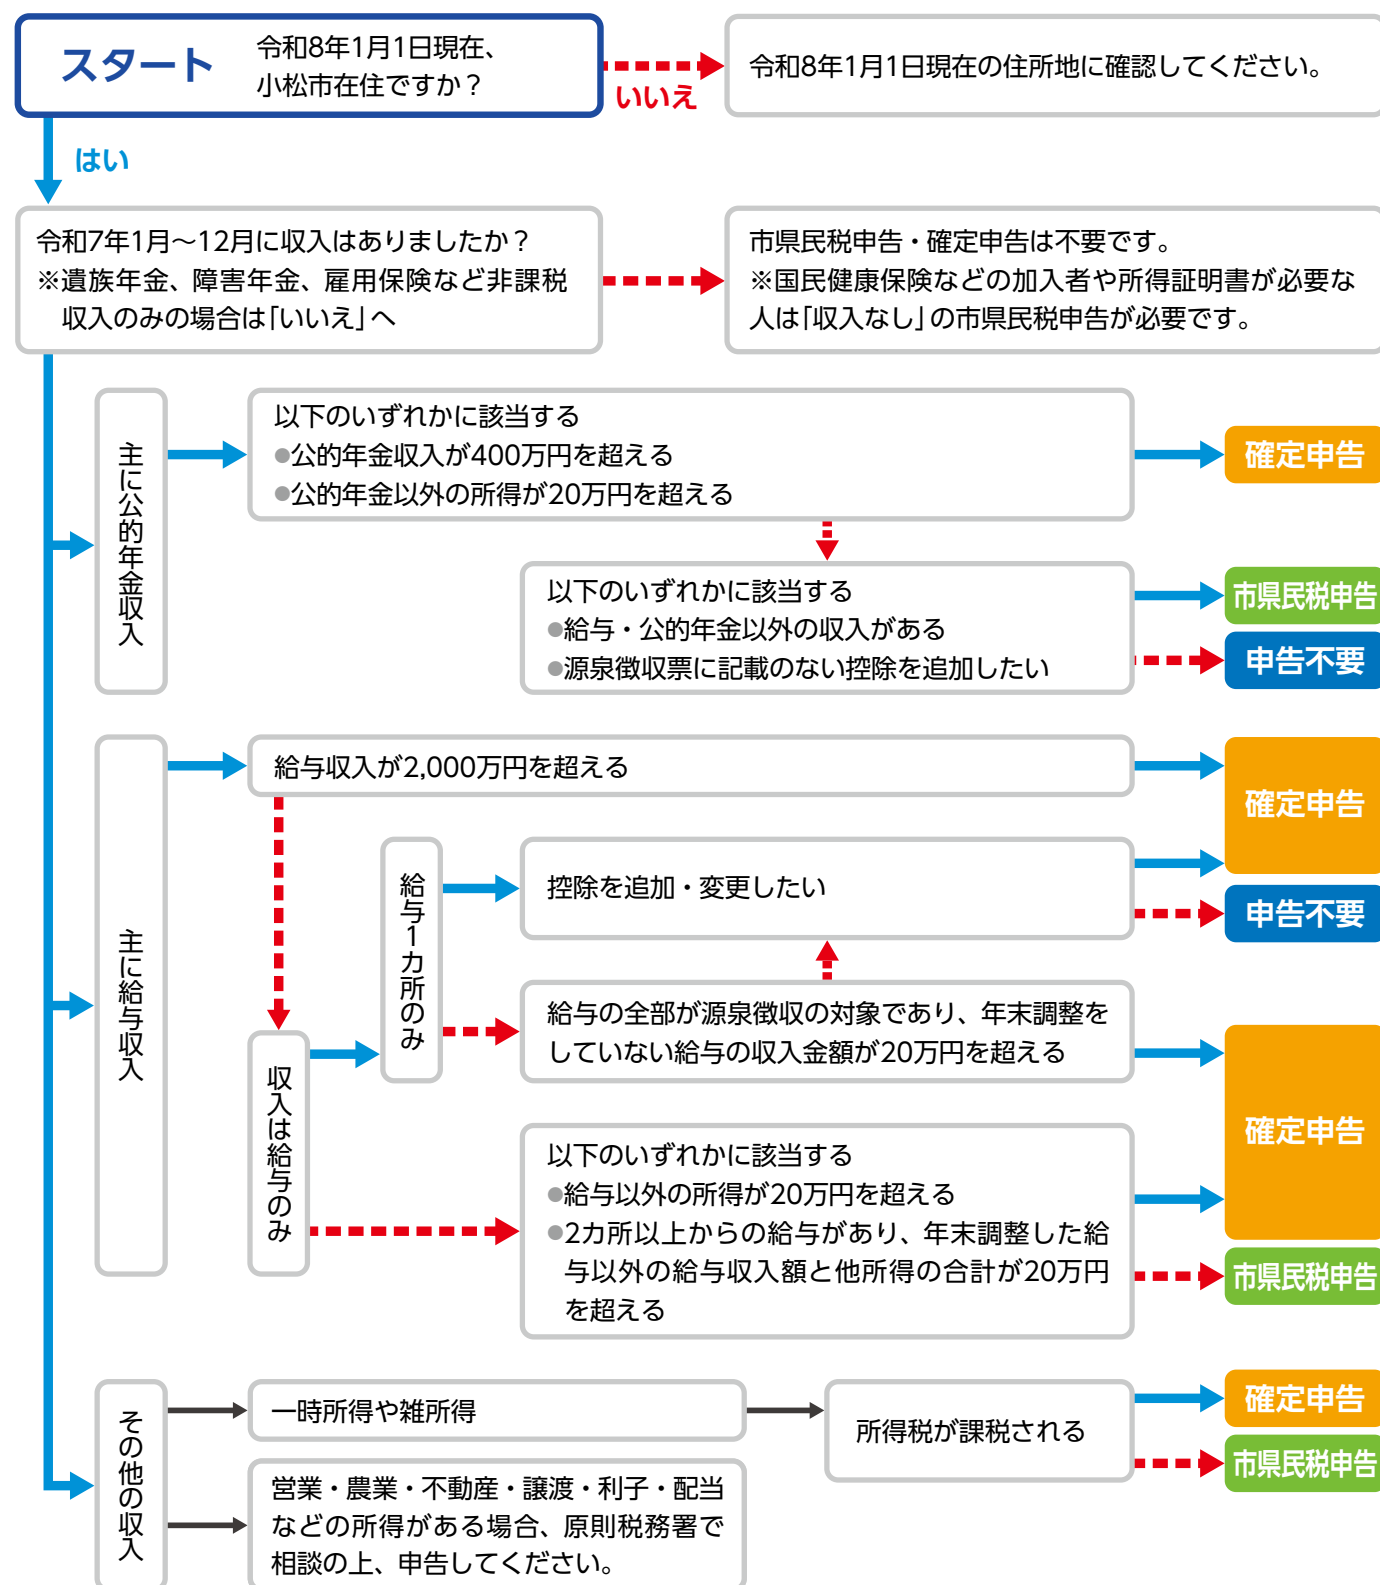 スタート
令和8年1月1日現在、
小松市在住ですか？
いいえ
令和8年1月1日現在の住所地に確認してください。
はい
令和7年1月～12月に収入はありましたか？
※遺族年金、障害年金、雇用保険など非課税
収入のみの場合は「いいえ」へ
市県民税申告・確定申告は不要です。
※国民健康保険などの加入者や所得証明書が必要な
人は「収入なし」の市県民税申告が必要です。
主に公的年金収入
以下のいずれかに該当する
●公的年金収入が400万円を超える
●公的年金以外の所得が20万円を超える
確定申告
以下のいずれかに該当する
●給与・公的年金以外の収入がある
●源泉徴収票に記載のない控除を追加したい
市県民税申告
申告不要
主に給与収入
給与収入が2,000万円を超える
確定申告
給与1カ所のみ
控除を追加・変更したい
申告不要
収入は給与のみ
給与の全部が源泉徴収の対象であり、年末調整を
していない給与の収入金額が20万円を超える
確定申告
以下のいずれかに該当する
●給与以外の所得が20万円を超える
●2カ所以上からの給与があり、年末調整した給
与以外の給与収入額と他所得の合計が20万円
を超える
市県民税申告
その他の収入
一時所得や雑所得
所得税が課税される
確定申告
市県民税申告
営業・農業・不動産・譲渡・利子・配当
などの所得がある場合、原則税務署で
相談の上、申告してください。